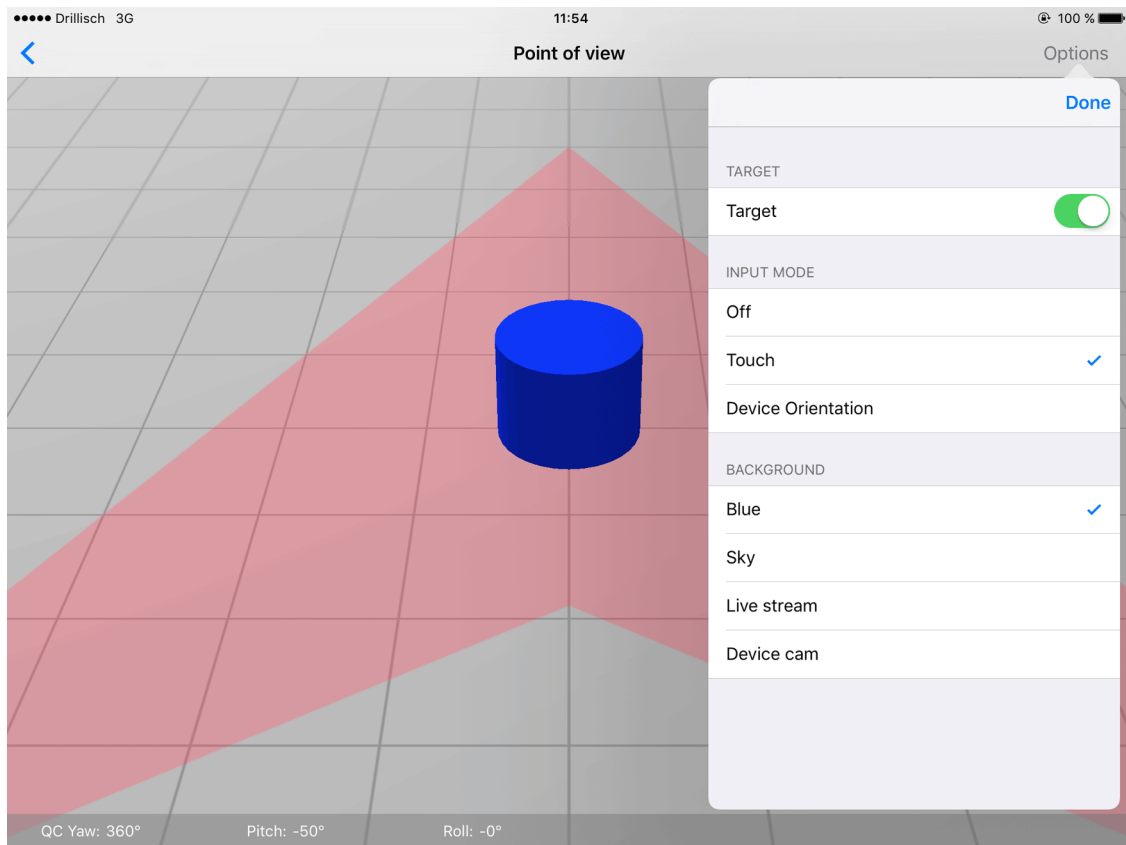 Drillisch 3G 11:54 100 %
Point of view Options
Done
TARGET
Target
INPUT MODE
Off
Touch
Device Orientation
BACKGROUND
Blue
Sky
Live stream
Device cam
QC Yaw: 360° Pitch: -50° Roll: -0°